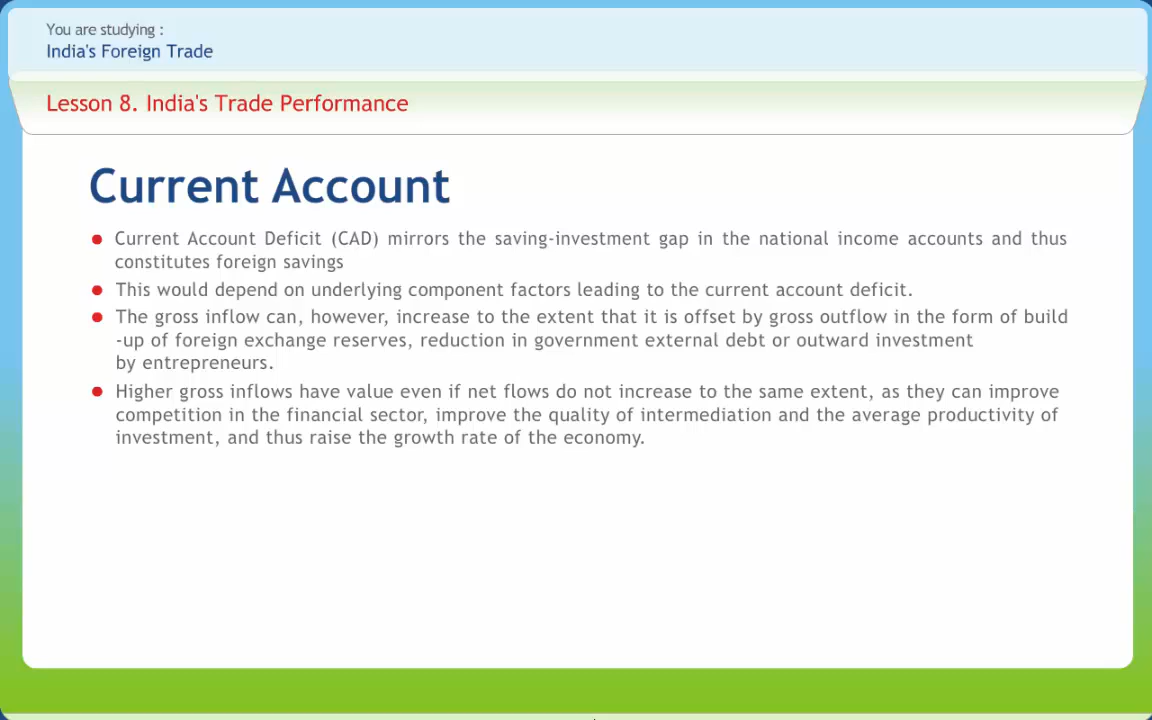 You are studying :
India's Foreign Trade
Lesson 8. India's Trade Performance
Current Account
Current Account Deficit (CAD) mirrors the saving-investment gap in the national income accounts and thus
constitutes foreign savings
This would depend on underlying component factors leading to the current account deficit.
The gross inflow can, however, increase to the extent that it is offset by gross outflow in the form of build
-up of foreign exchange reserves, reduction in government external debt or outward investment
by entrepreneurs.
Higher gross inflows have value even if net flows do not increase to the same extent, as they can improve
competition in the financial sector, improve the quality of intermediation and the average productivity of
investment, and thus raise the growth rate of the economy.